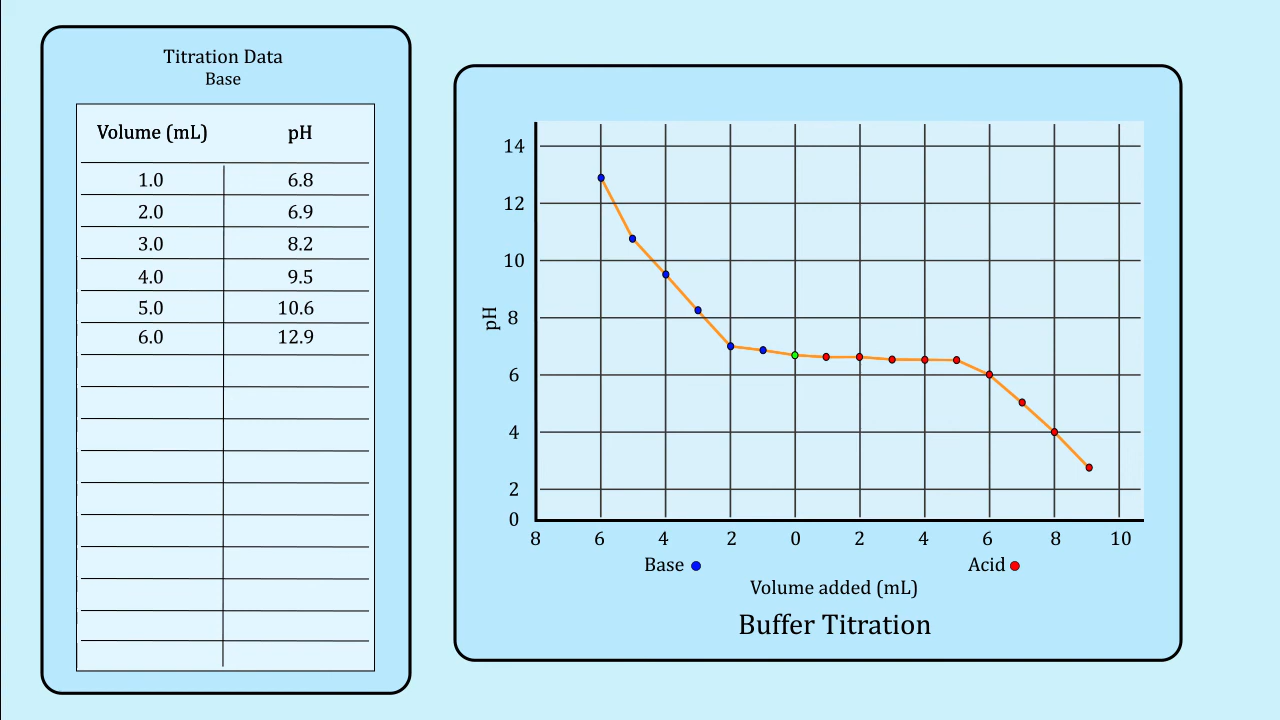 Titration Data
Base
Volume (mL) pH
1.0 6.8
2.0 6.9
3.0 8.2
4.0 9.5
5.0 10.6
6.0 12.9
14
12
10
8
6
4
2
0
pH
8 6 4 2 0 2 4 6 8 10
Base Acid
Volume added (mL)
Buffer Titration